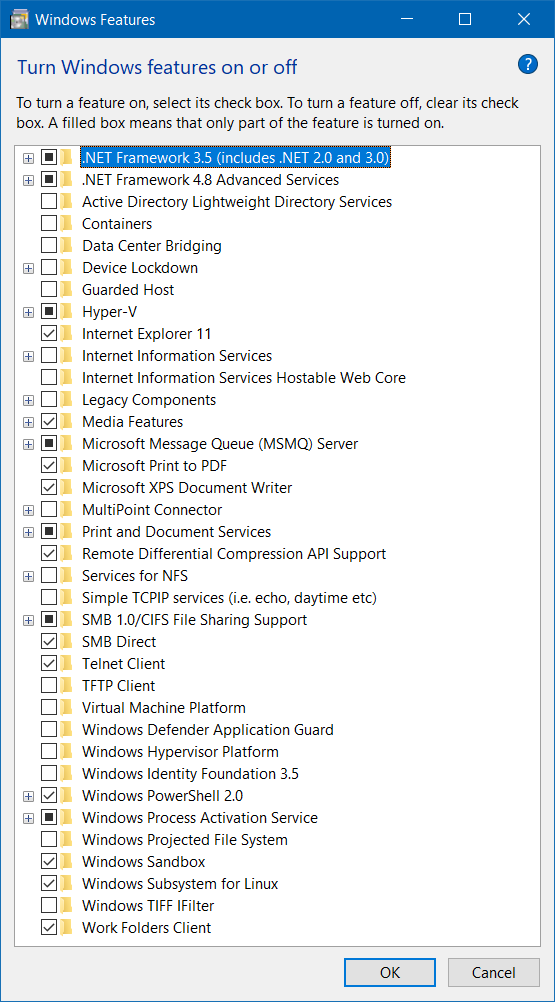 Windows Features
Turn Windows features on or off
?
To turn a feature on, select its check box. To turn a feature off, clear its check
box. A filled box means that only part of the feature is turned on.
.NET Framework 3.5 (includes .NET 2.0 and 3.0)
.NET Framework 4.8 Advanced Services
Active Directory Lightweight Directory Services
Containers
Data Center Bridging
Device Lockdown
Guarded Host
Hyper-V
Internet Explorer 11
Internet Information Services
Internet Information Services Hostable Web Core
Legacy Components
Media Features
Microsoft Message Queue (MSMQ) Server
Microsoft Print to PDF
Microsoft XPS Document Writer
MultiPoint Connector
Print and Document Services
Remote Differential Compression API Support
Services for NFS
Simple TCPIP services (i.e. echo, daytime etc)
SMB 1.0/CIFS File Sharing Support
SMB Direct
Telnet Client
TFTP Client
Virtual Machine Platform
Windows Defender Application Guard
Windows Hypervisor Platform
Windows Identity Foundation 3.5
Windows PowerShell 2.0
Windows Process Activation Service
Windows Projected File System
Windows Sandbox
Windows Subsystem for Linux
Windows TIFF IFilter
Work Folders Client
OK
Cancel